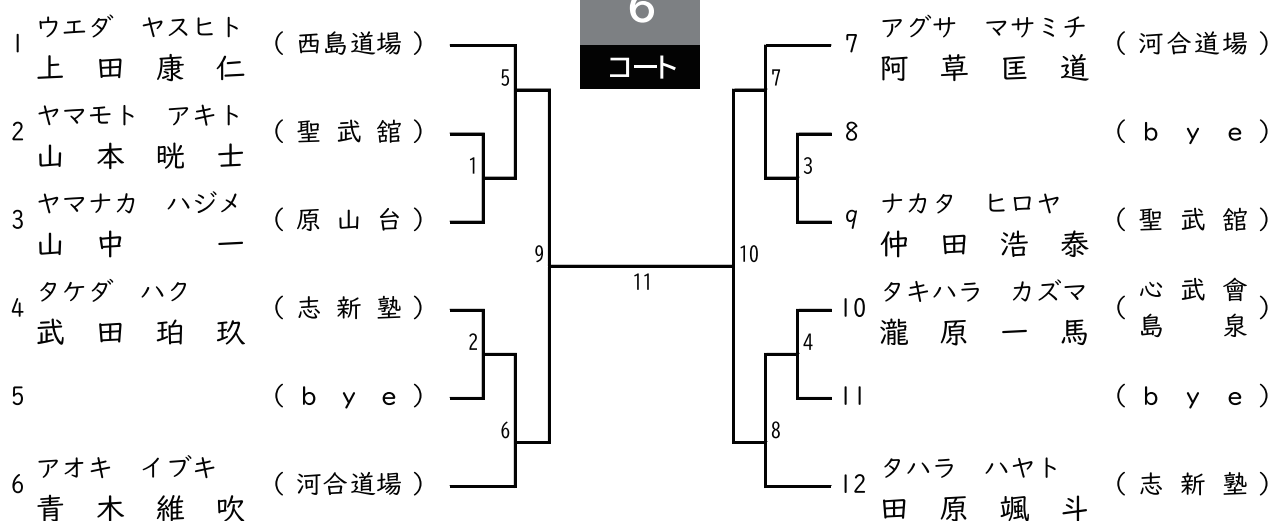 6
コート
1 ウエダ ヤスヒト
上田康仁 (西島道場)
2 ヤマモト アキト
山本晄士 (聖武舘)
3 ヤマナカ ハジメ
山中一 (原山台)
4 タケダ ハク
武田珀玖 (志新塾)
5 (bye)
6 アオキ イブキ
青木維吹 (河合道場)
5
1
9
2
6
11
7 アグサ マサミチ
阿草匡道 (河合道場)
8 (bye)
9 ナカタ ヒロヤ
仲田浩泰 (聖武舘)
10 タキハラ カズマ
瀧原一馬 (心武會島泉)
11 (bye)
12 タハラ ハヤト
田原颯斗 (志新塾)
7
3
10
4
8